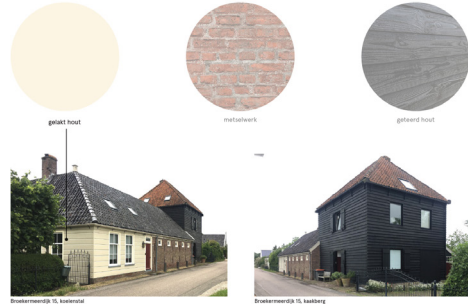 gelakt hout
metselwerk
geteerd hout
Broekermeerdijk 15, koeienstal
Broekermeerdijk 15, kaakberg